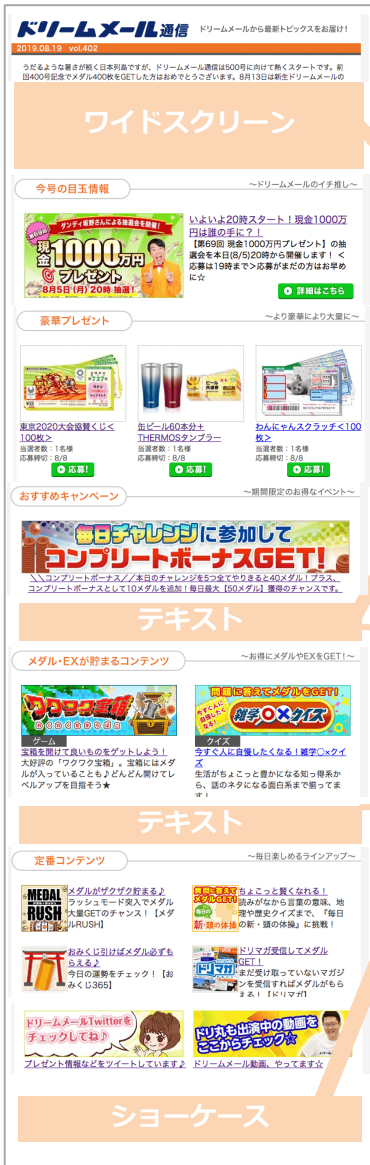 ドリームメール通信 ドリームメールから最新トピックスをお届け！
2019.08.19 vol.402
うだるような暑さが続く日本列島ですが、ドリームメール通信は500号に向けて熱くスタートです。前
回400号記念でメダル400枚をGETした方はおめでとうございます。8月13日は新生ドリームメールの
ワイドスクリーン
今号の目玉情報 〜ドリームメールのイチ推し〜
ダンディ坂野さんによる抽選会を開催！
第69回
現金1000万円
プレゼント
8月5日(月)20時 抽選！
いよいよ20時スタート！現金1000万
円は誰の手に？！
【第69回 現金1000万円プレゼント】の抽
選会を本日(8/5)20時から開催します！ ＜
応募は19時まで＞応募がまだの方はお早め
に☆
詳細はこちら
豪華プレゼント 〜より豪華により大量に〜
東京2020大会協賛くじ＜
100枚＞
当選者数：1名様
応募締切：8/8
応募!
缶ビール60本分＋
THERMOSタンブラー
当選者数：1名様
応募締切：8/8
応募!
わんにゃんスクラッチ＜100
枚＞
当選者数：1名様
応募締切：8/8
応募!
おすすめキャンペーン 〜期間限定のお得なイベント〜
毎日チャレンジに参加して
コンプリートボーナスGET!
＼＼コンプリートボーナス／／本日のチャレンジを5つ全てやりきると40メダル！プラス、
コンプリートボーナスとして10メダルを追加！毎日最大【50メダル】獲得のチャンスです。
テキスト
メダル・EXが貯まるコンテンツ 〜お得にメダルやEXをGET！〜
ワクワク宝箱
ゲーム
宝箱を開けて良いものをゲットしよう！
大好評の「ワクワク宝箱」。宝箱にはメダ
ルが入っていることも♪どんどん開けてレ
ベルアップを目指そう★
問題に答えてメダルをGET!
今すぐ人に自慢したくなる！
雑学○×クイズ
クイズ
今すぐ人に自慢したくなる！雑学○×クイ
ズ
生活がちょこっと豊かになる知っ得系か
ら、話のネタになる面白系まで揃ってま
す！
テキスト
定番コンテンツ 〜毎日楽しめるラインアップ〜
MEDAL
RUSH
メダルがザクザク貯まる♪
ラッシュモード突入でメダル
大量GETのチャンス！【メダ
ルRUSH】
質問に答えて
メダルGET!
毎日の
新・頭の体操
ちょこっと賢くなれる！
読みがなから言葉の意味、地
理や歴史クイズまで、『毎日
の新・頭の体操』に挑戦！
おみくじ引けばメダル必ずも
らえる♪
今日の運勢をチェック！【お
みくじ365】
ドリマガ
ドリマガ受信してメダル
GET！
まだ受け取っていないマガジ
ンを受信すればメダルがもら
える！【ドリマガ】
ドリームメールTwitterを
チェックしてね♪
プレゼント情報などをツイートしています♪
ドリ丸も出演中の動画を
ここからチェック☆
ドリームメール動画、やってます☆
ショーケース